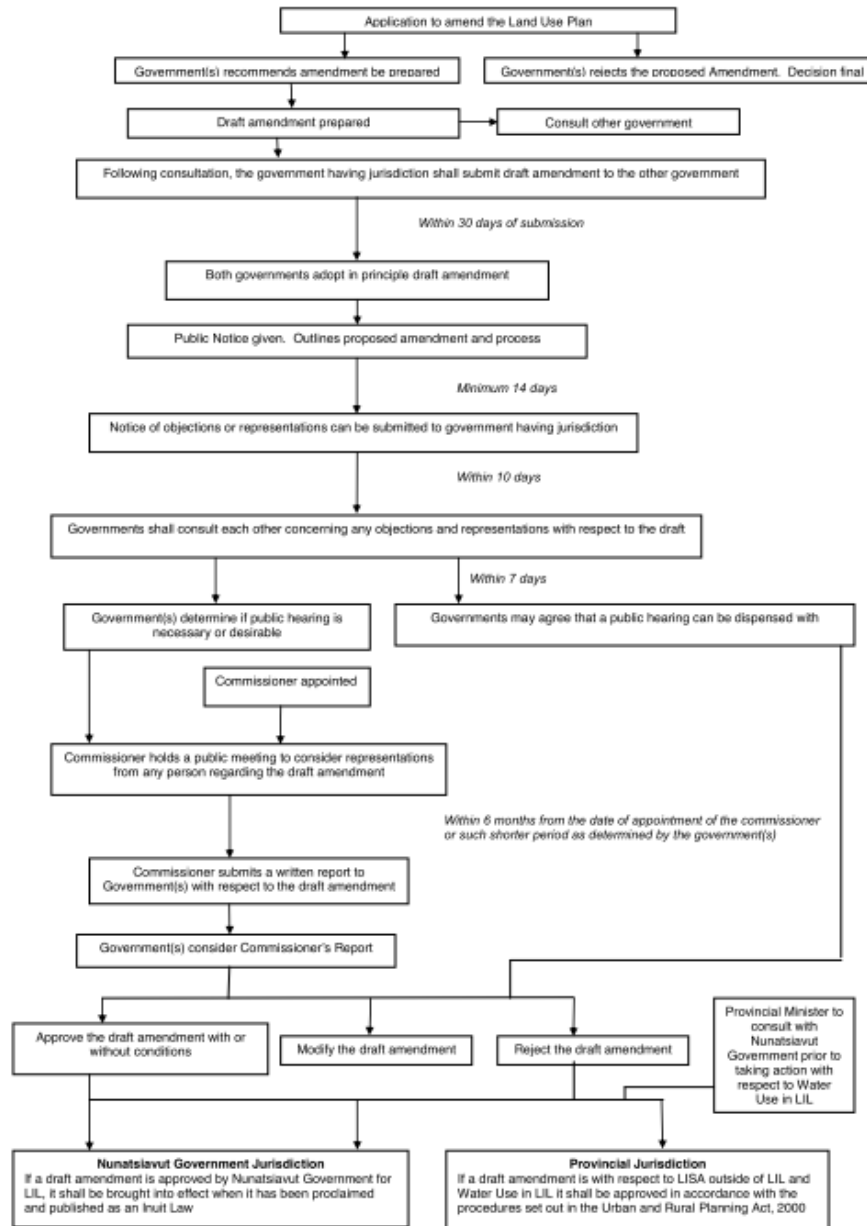 Application to amend the Land Use Plan
Government(s) recommends amendment be prepared
Government(s) rejects the proposed Amendment. Decision final
Draft amendment prepared
Consult other government
Following consultation, the government having jurisdiction shall submit draft amendment to the other government
Within 30 days of submission
Both governments adopt in principle draft amendment
Public Notice given. Outlines proposed amendment and process
Minimum 14 days
Notice of objections or representations can be submitted to government having jurisdiction
Within 10 days
Governments shall consult each other concerning any objections and representations with respect to the draft
Within 7 days
Government(s) determine if public hearing is
necessary or desirable
Governments may agree that a public hearing can be dispensed with
Commissioner appointed
Commissioner holds a public meeting to consider representations
from any person regarding the draft amendment
Within 6 months from the date of appointment of the commissioner
or such shorter period as determined by the government(s)
Commissioner submits a written report to
Government(s) with respect to the draft amendment
Government(s) consider Commissioner's Report
Approve the draft amendment with or
without conditions
Modify the draft amendment
Reject the draft amendment
Provincial Minister to
consult with
Nunatsiavut
Government prior to
taking action with
respect to Water
Use in LIL
Nunatsiavut Government Jurisdiction
If a draft amendment is approved by Nunatsiavut Government for
LIL, it shall be brought into effect when it has been proclaimed
and published as an Inuit Law
Provincial Jurisdiction
If a draft amendment is with respect to LISA outside of LIL and
Water Use in LIL it shall be approved in accordance with the
procedures set out in the Urban and Rural Planning Act, 2000